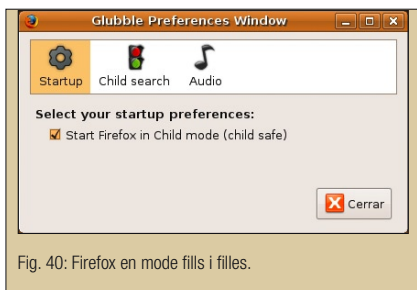 Glubble Preferences Window
Startup Child search Audio
Select your startup preferences:
Start Firefox in Child mode (child safe)
Cerrar
Fig. 40: Firefox en mode fills i filles.